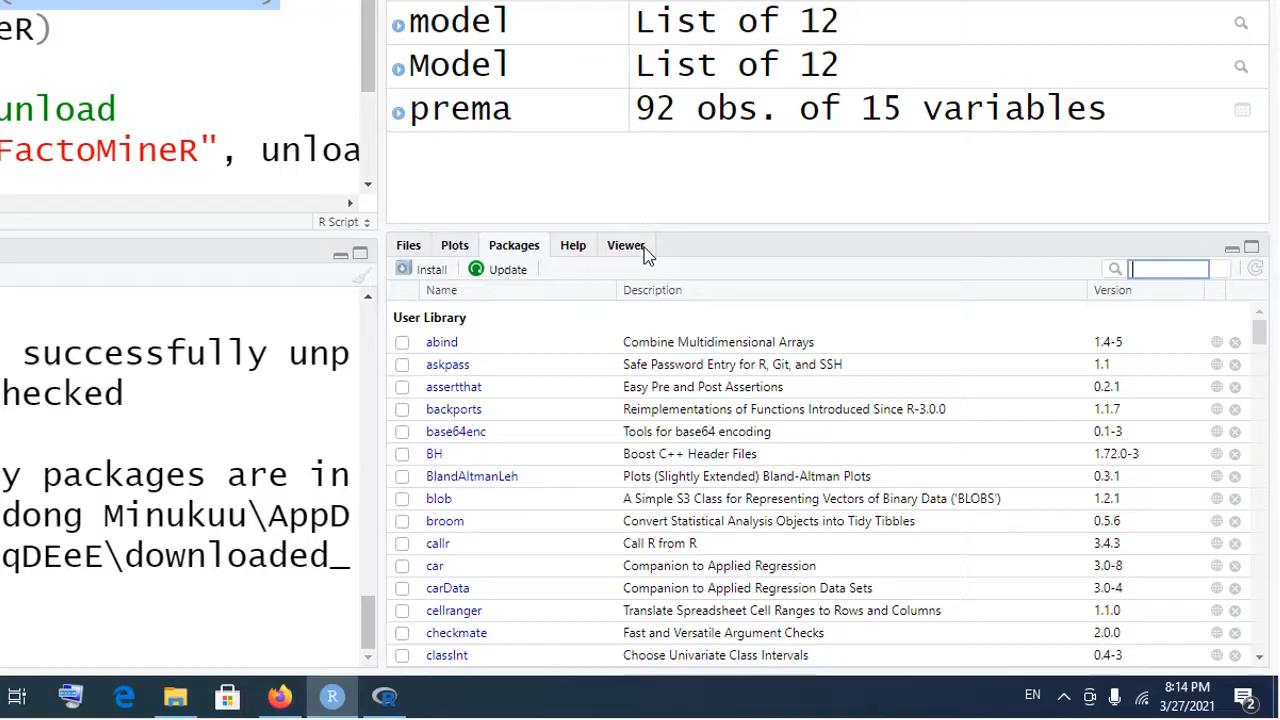 eR)
unload
FactoMineR", unloa
R Script
successfully unp
hecked
y packages are in
dong Minukuu\AppD
qDEeE\downloaded_
model List of 12
Model List of 12
prema 92 obs. of 15 variables
Files Plots Packages Help Viewer
Install Update
Name Description Version
User Library
abind Combine Multidimensional Arrays 1.4-5
askpass Safe Password Entry for R, Git, and SSH 1.1
assertthat Easy Pre and Post Assertions 0.2.1
backports Reimplementations of Functions Introduced Since R-3.0.0 1.1.7
base64enc Tools for base64 encoding 0.1-3
BH Boost C++ Header Files 1.72.0-3
BlandAltmanLeh Plots (Slightly Extended) Bland-Altman Plots 0.3.1
blob A Simple S3 Class for Representing Vectors of Binary Data ('BLOBS') 1.2.1
broom Convert Statistical Analysis Objects into Tidy Tibbles 0.5.6
callr Call R from R 3.4.3
car Companion to Applied Regression 3.0-8
carData Companion to Applied Regression Data Sets 3.0-4
cellranger Translate Spreadsheet Cell Ranges to Rows and Columns 1.1.0
checkmate Fast and Versatile Argument Checks 2.0.0
classInt Choose Univariate Class Intervals 0.4-3
EN
8:14 PM
3/27/2021
2